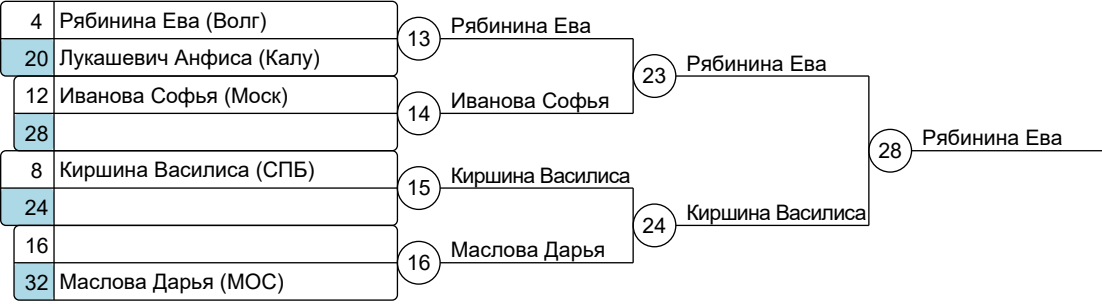 4 Рябинина Ева (Волг)
13 Рябинина Ева
20 Лукашевич Анфиса (Калу)
23 Рябинина Ева
12 Иванова Софья (Моск)
14 Иванова Софья
28
28 Рябинина Ева
8 Киршина Василиса (СПБ)
15 Киршина Василиса
24
24 Киршина Василиса
16
16 Маслова Дарья
32 Маслова Дарья (МОС)